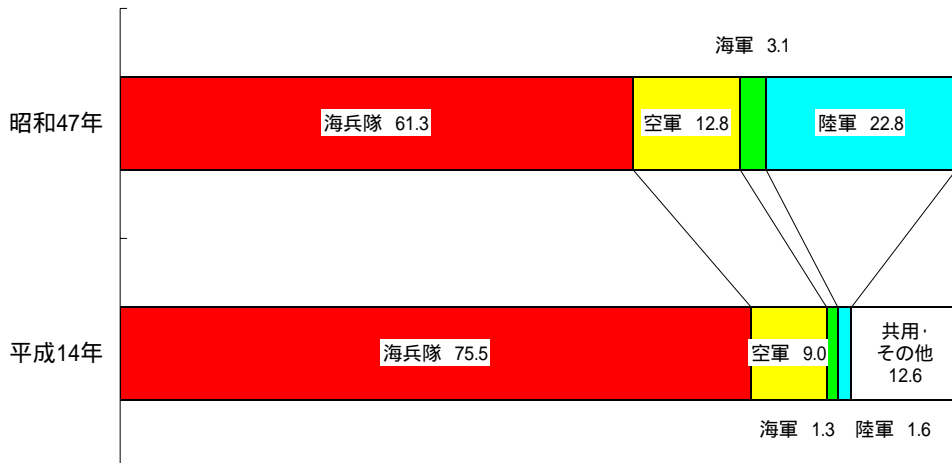 海軍 3.1
昭和47年
海兵隊 61.3
空軍 12.8
陸軍 22.8
平成14年
海兵隊 75.5
空軍 9.0
共用・
その他
12.6
海軍 1.3
陸軍 1.6